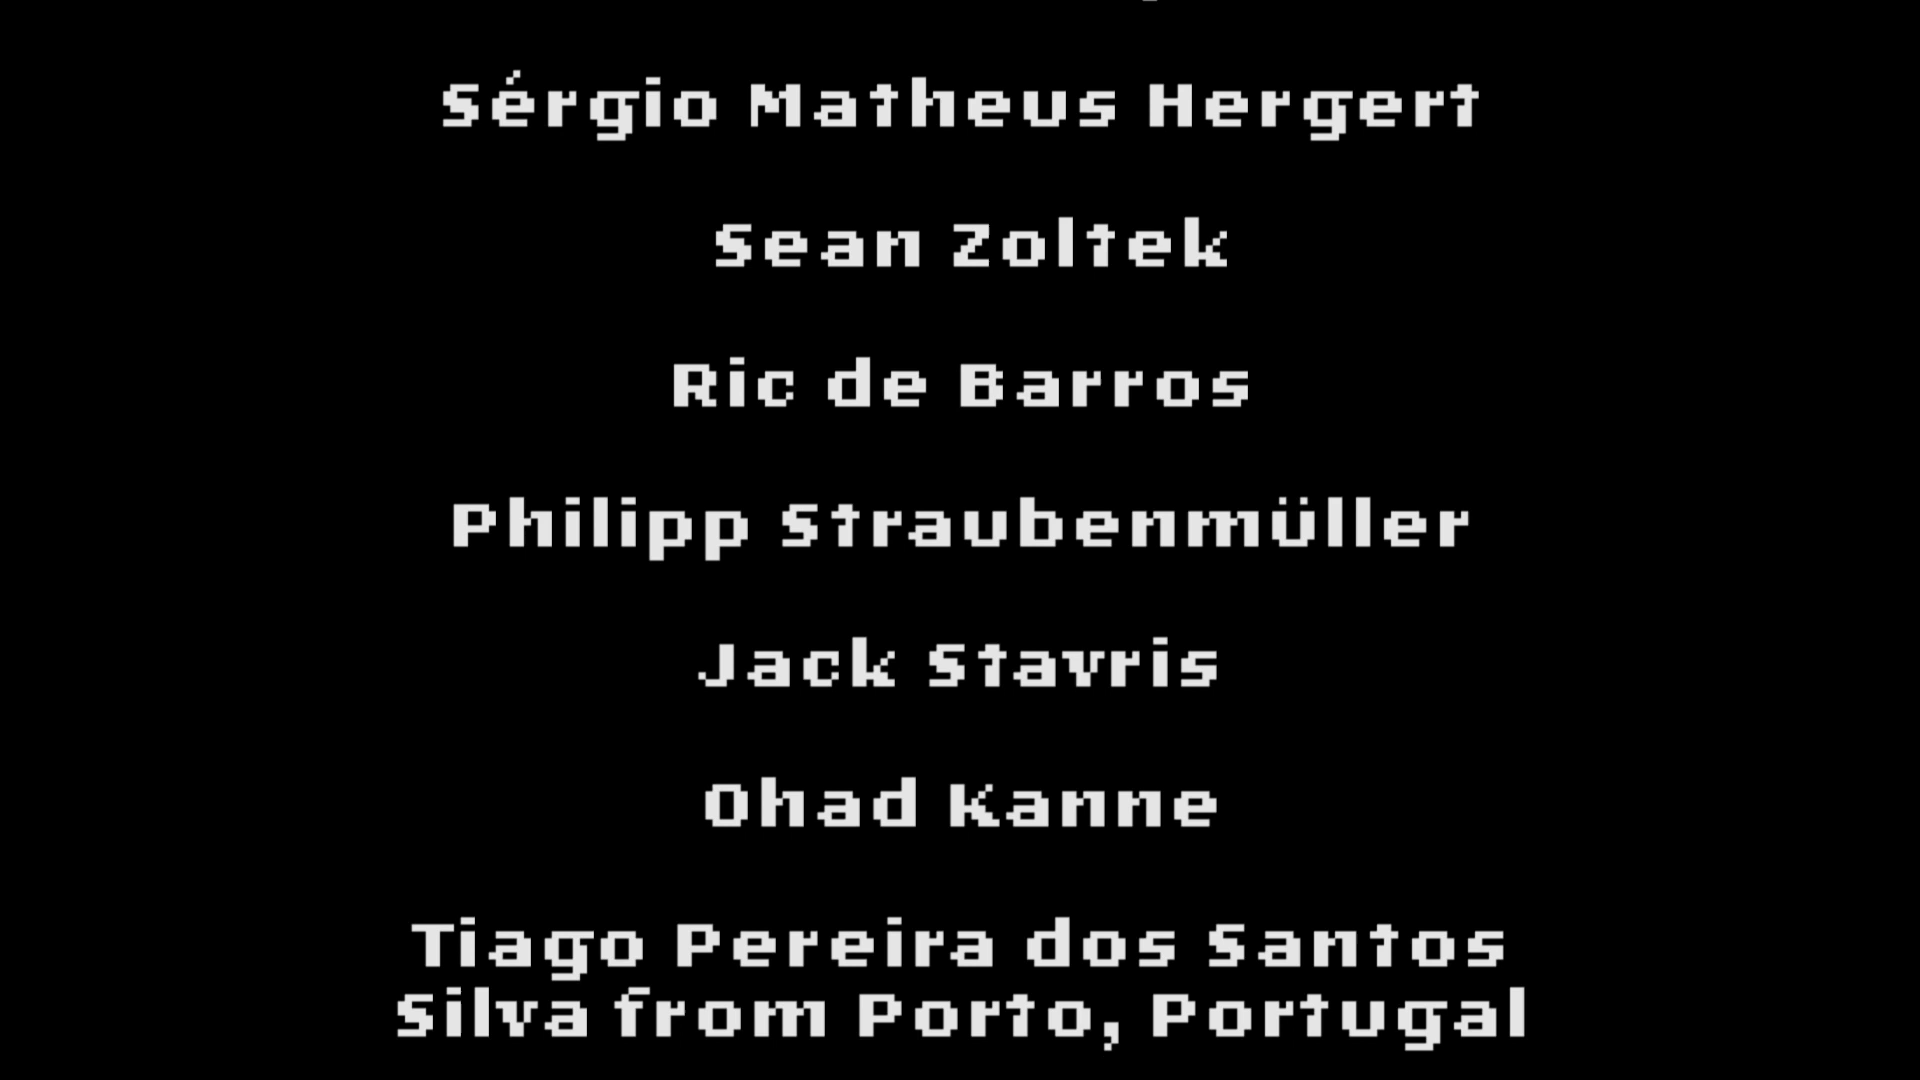 Sérgio Matheus Hergert
Sean Zoltek
Ric de Barros
Philipp Straubenmüller
Jack Stavris
Ohad Kanne
Tiago Pereira dos Santos
Silva from Porto, Portugal